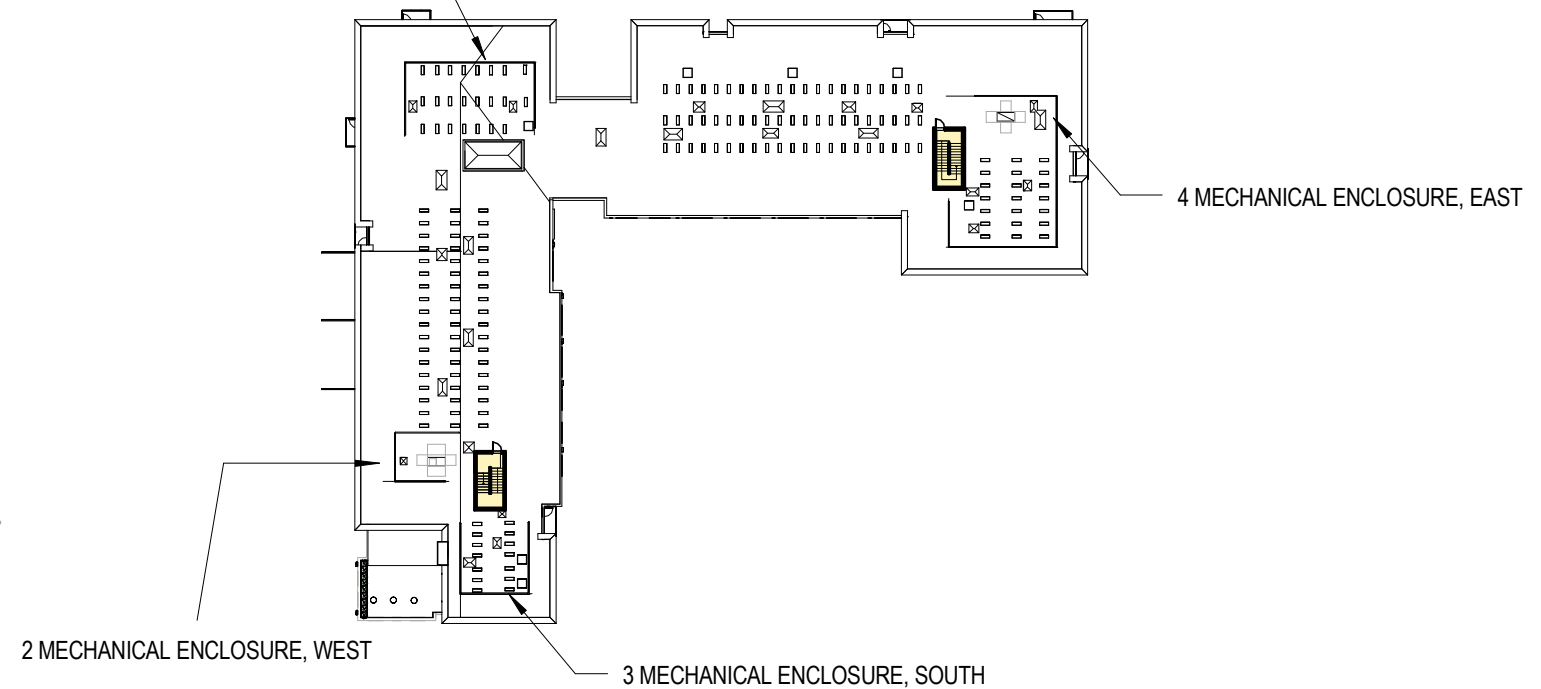 4 MECHANICAL ENCLOSURE, EAST
2 MECHANICAL ENCLOSURE, WEST
3 MECHANICAL ENCLOSURE, SOUTH